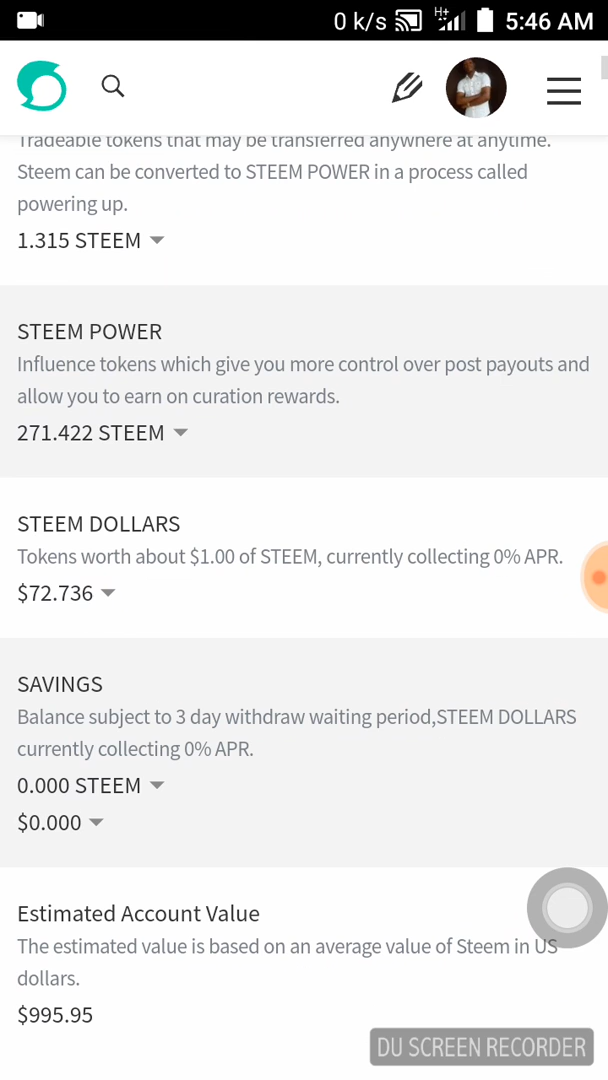 0 k/s H+ 5:46 AM
Tradeable tokens that may be transferred anywhere at anytime.
Steem can be converted to STEEM POWER in a process called
powering up.
1.315 STEEM
STEEM POWER
Influence tokens which give you more control over post payouts and
allow you to earn on curation rewards.
271.422 STEEM
STEEM DOLLARS
Tokens worth about $1.00 of STEEM, currently collecting 0% APR.
$72.736
SAVINGS
Balance subject to 3 day withdraw waiting period,STEEM DOLLARS
currently collecting 0% APR.
0.000 STEEM
$0.000
Estimated Account Value
The estimated value is based on an average value of Steem in US
dollars.
$995.95
DU SCREEN RECORDER